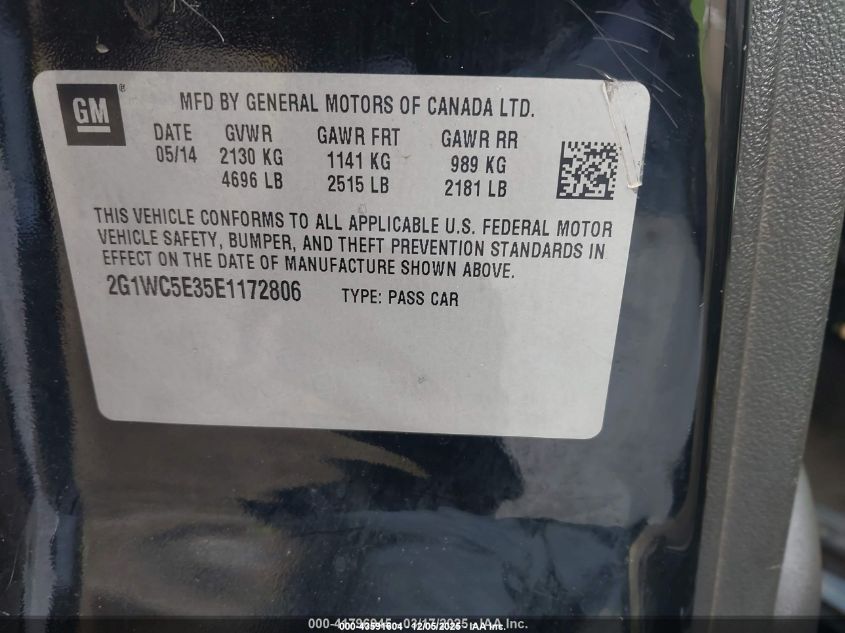 GM
MFD BY GENERAL MOTORS OF CANADA LTD.
DATE GVWR GAWR FRT GAWR RR
05/14 2130 KG 1141 KG 989 KG
4696 LB 2515 LB 2181 LB
THIS VEHICLE CONFORMS TO ALL APPLICABLE U.S. FEDERAL MOTOR
VEHICLE SAFETY, BUMPER, AND THEFT PREVENTION STANDARDS IN
EFFECT ON THE DATE OF MANUFACTURE SHOWN ABOVE.
2G1WC5E35E1172806 TYPE: PASS CAR
IAA Inc.